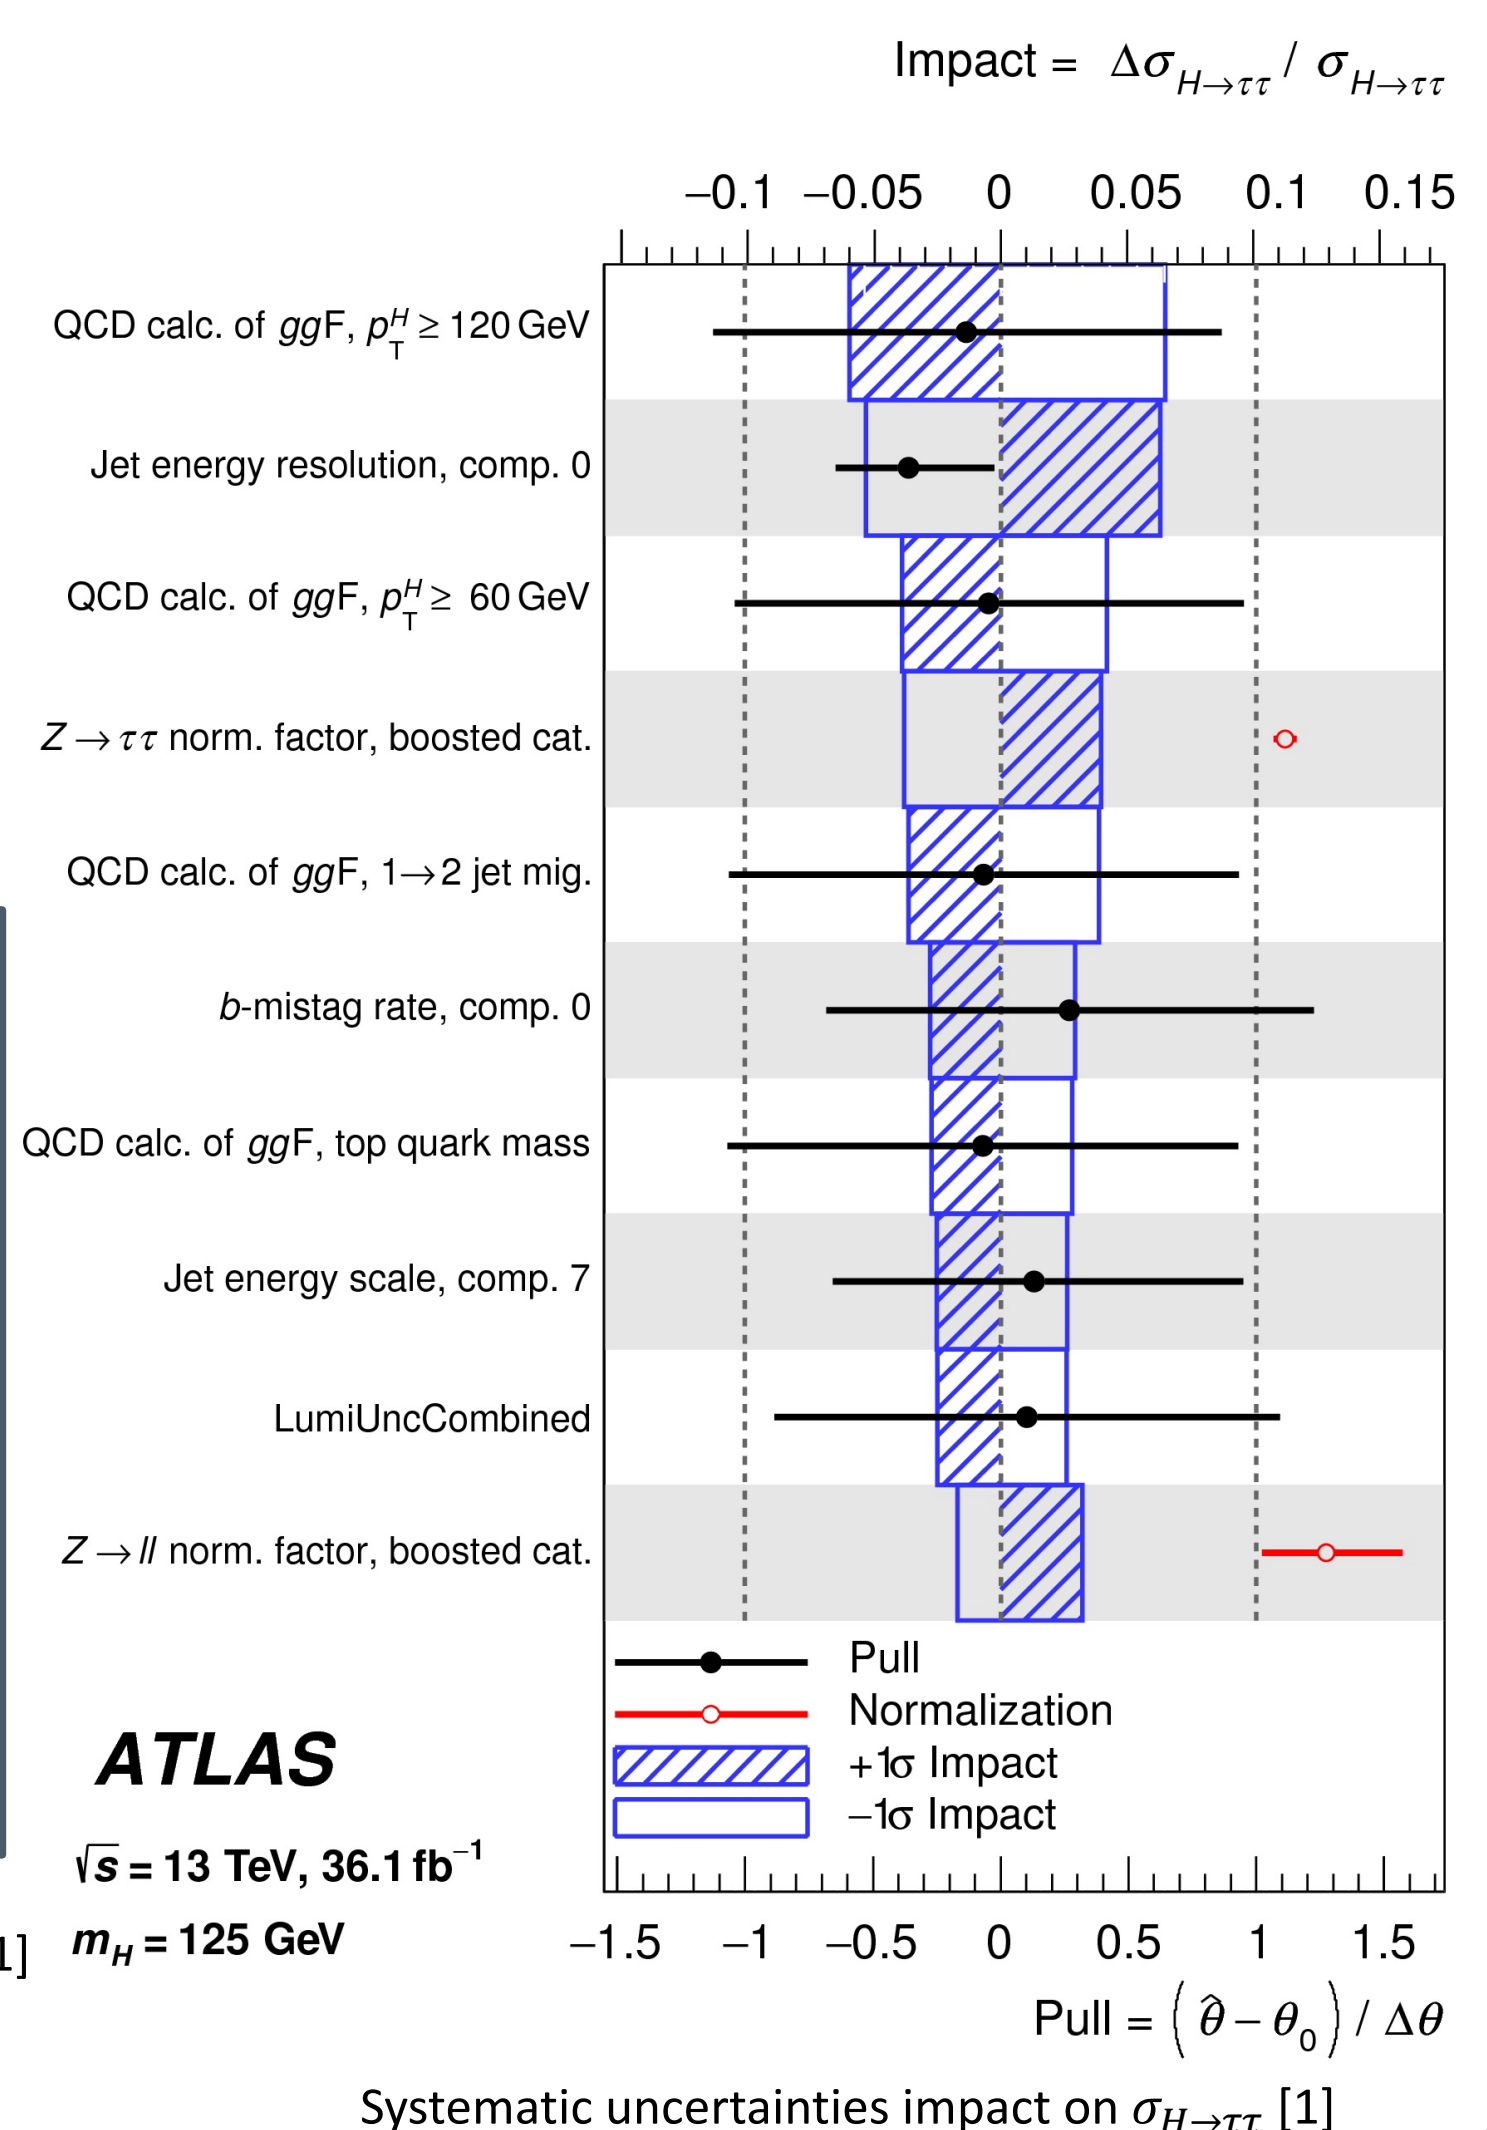 Impact = Δσ_{H→ττ} / σ_{H→ττ}
−0.1 −0.05 0 0.05 0.1 0.15
QCD calc. of ggF, p_T^H ≥ 120 GeV
Jet energy resolution, comp. 0
QCD calc. of ggF, p_T^H ≥ 60 GeV
Z → ττ norm. factor, boosted cat.
QCD calc. of ggF, 1→2 jet mig.
b-mistag rate, comp. 0
QCD calc. of ggF, top quark mass
Jet energy scale, comp. 7
LumiUncCombined
Z → ll norm. factor, boosted cat.
Pull
Normalization
+1σ Impact
−1σ Impact
ATLAS
√s = 13 TeV, 36.1 fb⁻¹
1] m_H = 125 GeV
−1.5 −1 −0.5 0 0.5 1 1.5
Pull = (θ̂ − θ₀) / Δθ
Systematic uncertainties impact on σ_{H→ττ} [1]